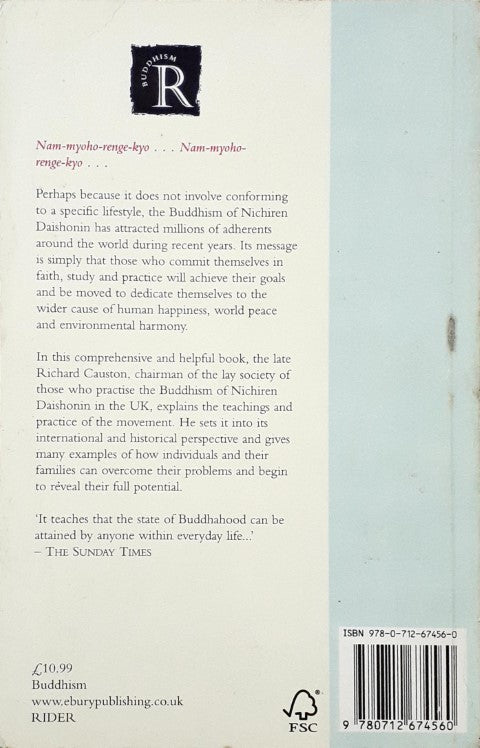 BUDDHISM
R
Nam-myoho-renge-kyo . . . Nam-myoho-
renge-kyo . . .
Perhaps because it does not involve conforming
to a specific lifestyle, the Buddhism of Nichiren
Daishonin has attracted millions of adherents
around the world during recent years. Its message
is simply that those who commit themselves in
faith, study and practice will achieve their goals
and be moved to dedicate themselves to the
wider cause of human happiness, world peace
and environmental harmony.
In this comprehensive and helpful book, the late
Richard Causton, chairman of the lay society of
those who practise the Buddhism of Nichiren
Daishonin in the UK, explains the teachings and
practice of the movement. He sets it into its
international and historical perspective and gives
many examples of how individuals and their
families can overcome their problems and begin
to reveal their full potential.
‘It teaches that the state of Buddhahood can be
attained by anyone within everyday life...’
– THE SUNDAY TIMES
ISBN 978-0-712-67456-0
9 780712 674560
£10.99
Buddhism
www.eburypublishing.co.uk
RIDER
FSC